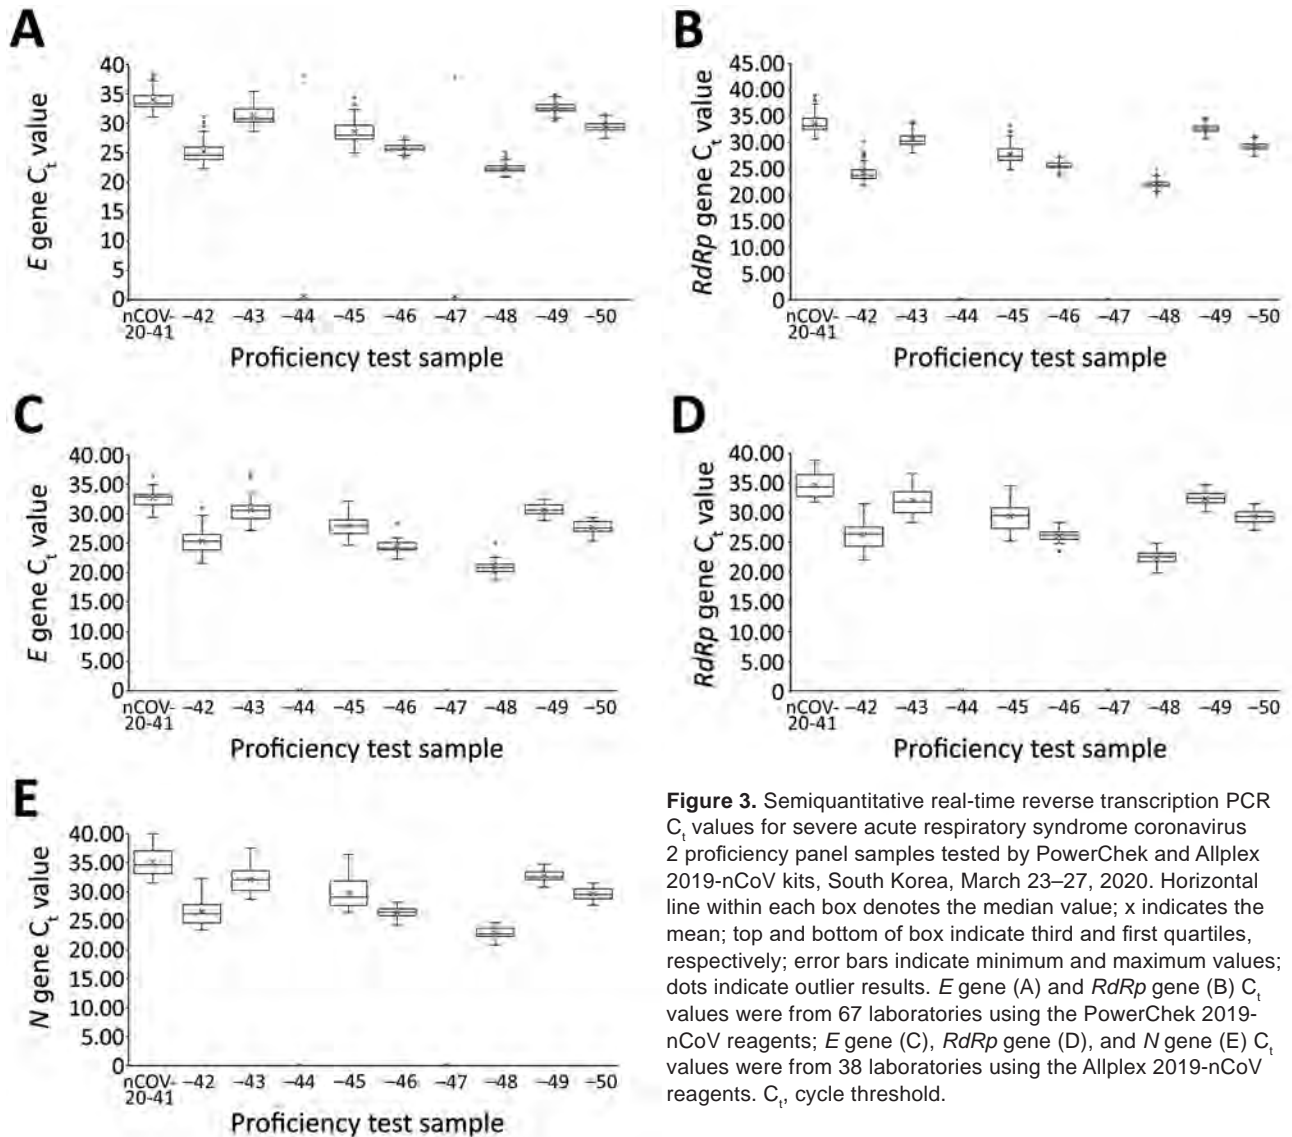 A
E gene Ct value
40
35
30
25
20
15
10
5
0
nCOV-20-41 –42 –43 –44 –45 –46 –47 –48 –49 –50
Proficiency test sample
B
RdRp gene Ct value
45.00
40.00
35.00
30.00
25.00
20.00
15.00
10.00
5.00
0
nCOV-20-41 –42 –43 –44 –45 –46 –47 –48 –49 –50
Proficiency test sample
C
E gene Ct value
40.00
35.00
30.00
25.00
20.00
15.00
10.00
5.00
0
nCOV-20-41 –42 –43 –44 –45 –46 –47 –48 –49 –50
Proficiency test sample
D
RdRp gene Ct value
40.00
35.00
30.00
25.00
20.00
15.00
10.00
5.00
0
nCOV-20-41 –42 –43 –44 –45 –46 –47 –48 –49 –50
Proficiency test sample
E
N gene Ct value
40.00
35.00
30.00
25.00
20.00
15.00
10.00
5.00
0
nCOV-20-41 –42 –43 –44 –45 –46 –47 –48 –49 –50
Proficiency test sample
Figure 3. Semiquantitative real-time reverse transcription PCR
Ct values for severe acute respiratory syndrome coronavirus
2 proficiency panel samples tested by PowerChek and Allplex
2019-nCoV kits, South Korea, March 23–27, 2020. Horizontal
line within each box denotes the median value; x indicates the
mean; top and bottom of box indicate third and first quartiles,
respectively; error bars indicate minimum and maximum values;
dots indicate outlier results. E gene (A) and RdRp gene (B) Ct
values were from 67 laboratories using the PowerChek 2019-
nCoV reagents; E gene (C), RdRp gene (D), and N gene (E) Ct
values were from 38 laboratories using the Allplex 2019-nCoV
reagents. Ct, cycle threshold.